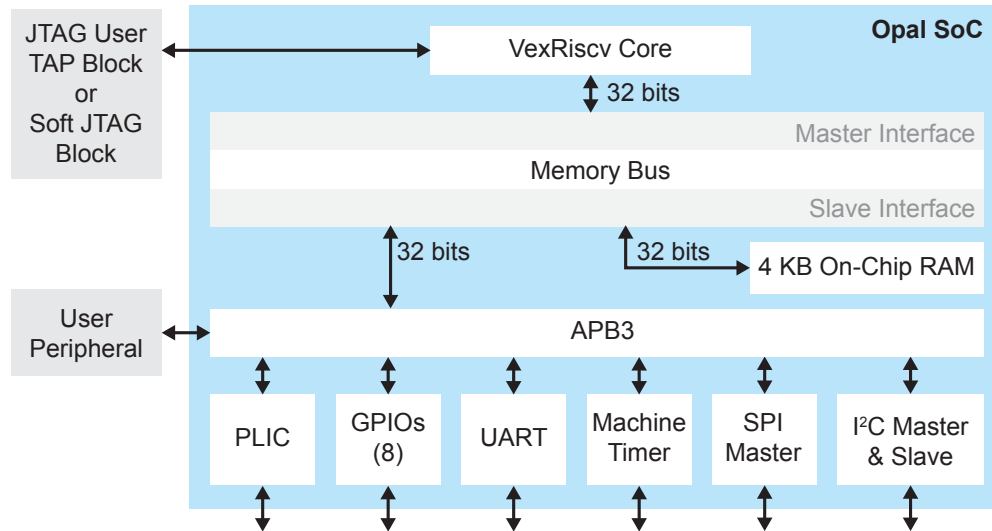 JTAG User
TAP Block
or
Soft JTAG
Block
Opal SoC
VexRiscv Core
32 bits
Master Interface
Memory Bus
Slave Interface
32 bits
32 bits
4 KB On-Chip RAM
User
Peripheral
APB3
PLIC
GPIOs
(8)
UART
Machine
Timer
SPI
Master
I²C Master
& Slave